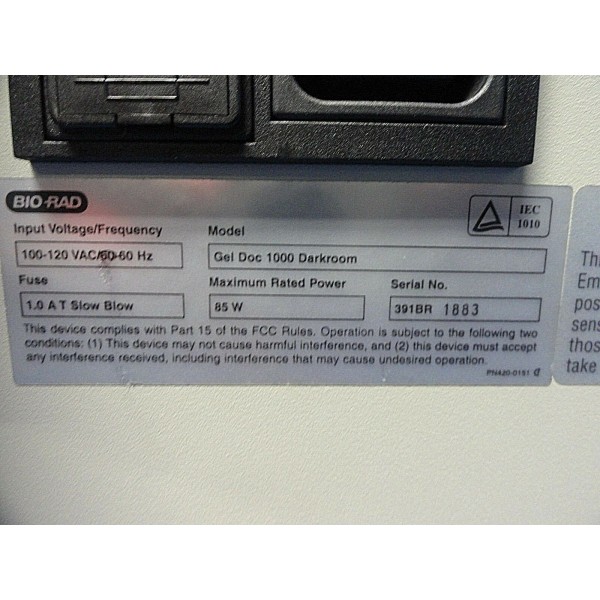 BIO-RAD
IEC
1010
Input Voltage/Frequency
Model
100-120 VAC/50-60 Hz
Gel Doc 1000 Darkroom
Fuse
Maximum Rated Power
Serial No.
1.0 A T Slow Blow
85 W
391BR 1883
This device complies with Part 15 of the FCC Rules. Operation is subject to the following two
conditions: (1) This device may not cause harmful interference, and (2) this device must accept
any interference received, including interference that may cause undesired operation.
PN420-0151 d
Thi
Em
pos
sens
thos
take